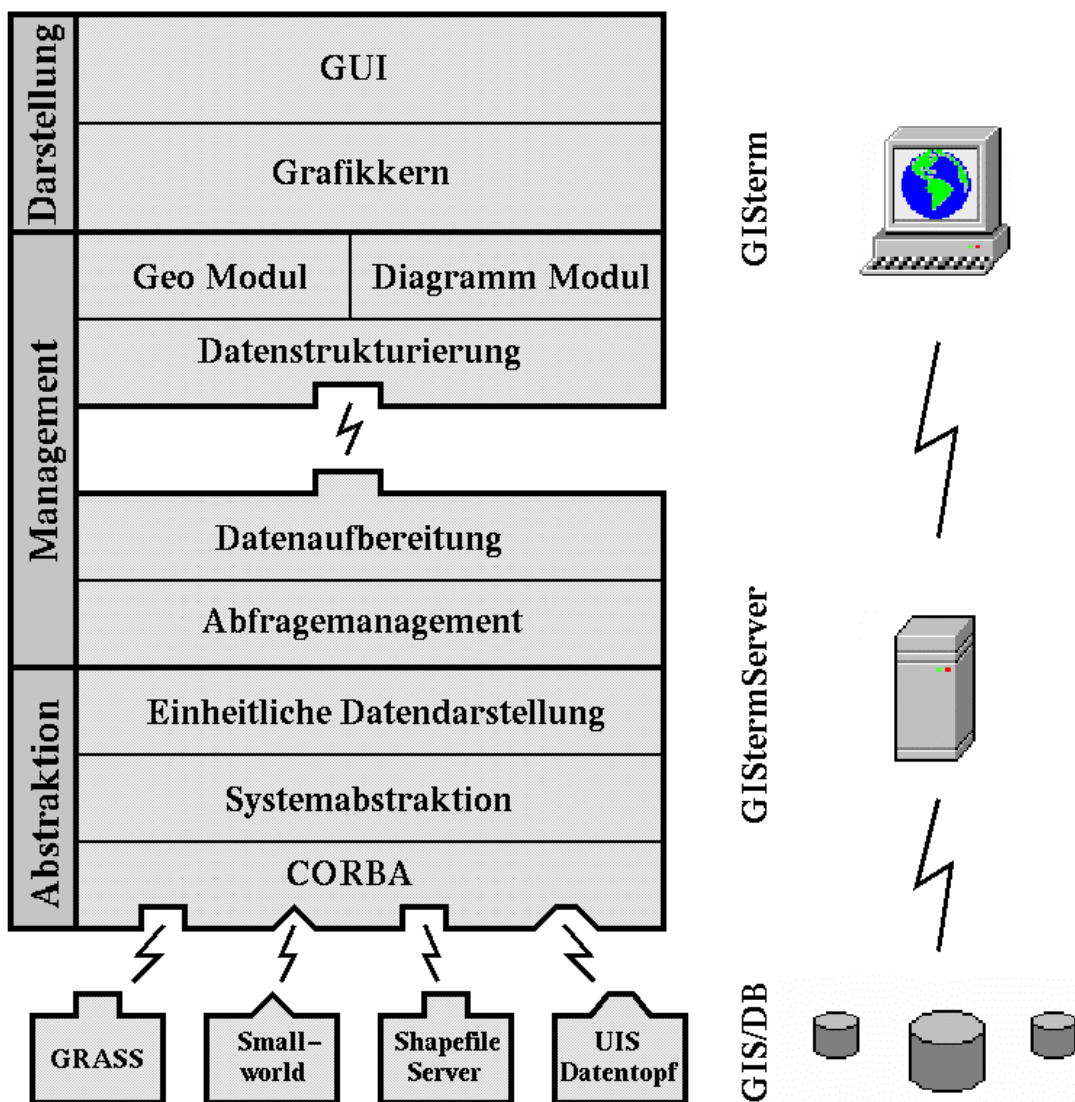 Darstellung
GUI
Grafikkern
Management
Geo Modul
Diagramm Modul
Datenstrukturierung
Datenaufbereitung
Abfragemanagement
Abstraktion
Einheitliche Datendarstellung
Systemabstraktion
CORBA
GRASS
Small-
world
Shapefile
Server
UIS
Datentopf
GISterm
GIStermServer
GIS/DB